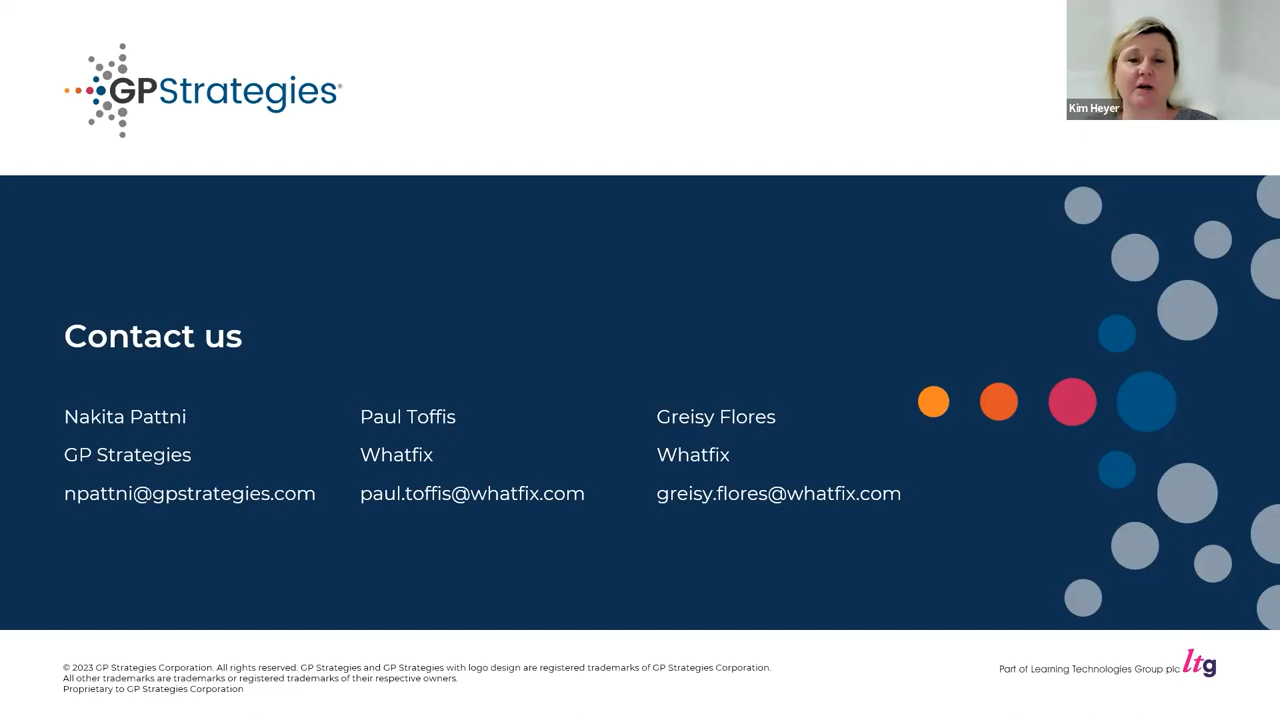 GPStrategies®
Kim Heyer
Contact us
Nakita Pattni
GP Strategies
npattni@gpstrategies.com
Paul Toffis
Whatfix
paul.toffis@whatfix.com
Greisy Flores
Whatfix
greisy.flores@whatfix.com
© 2023 GP Strategies Corporation. All rights reserved. GP Strategies and GP Strategies with logo design are registered trademarks of GP Strategies Corporation.
All other trademarks are trademarks or registered trademarks of their respective owners.
Proprietary to GP Strategies Corporation
Part of Learning Technologies Group plc ltg